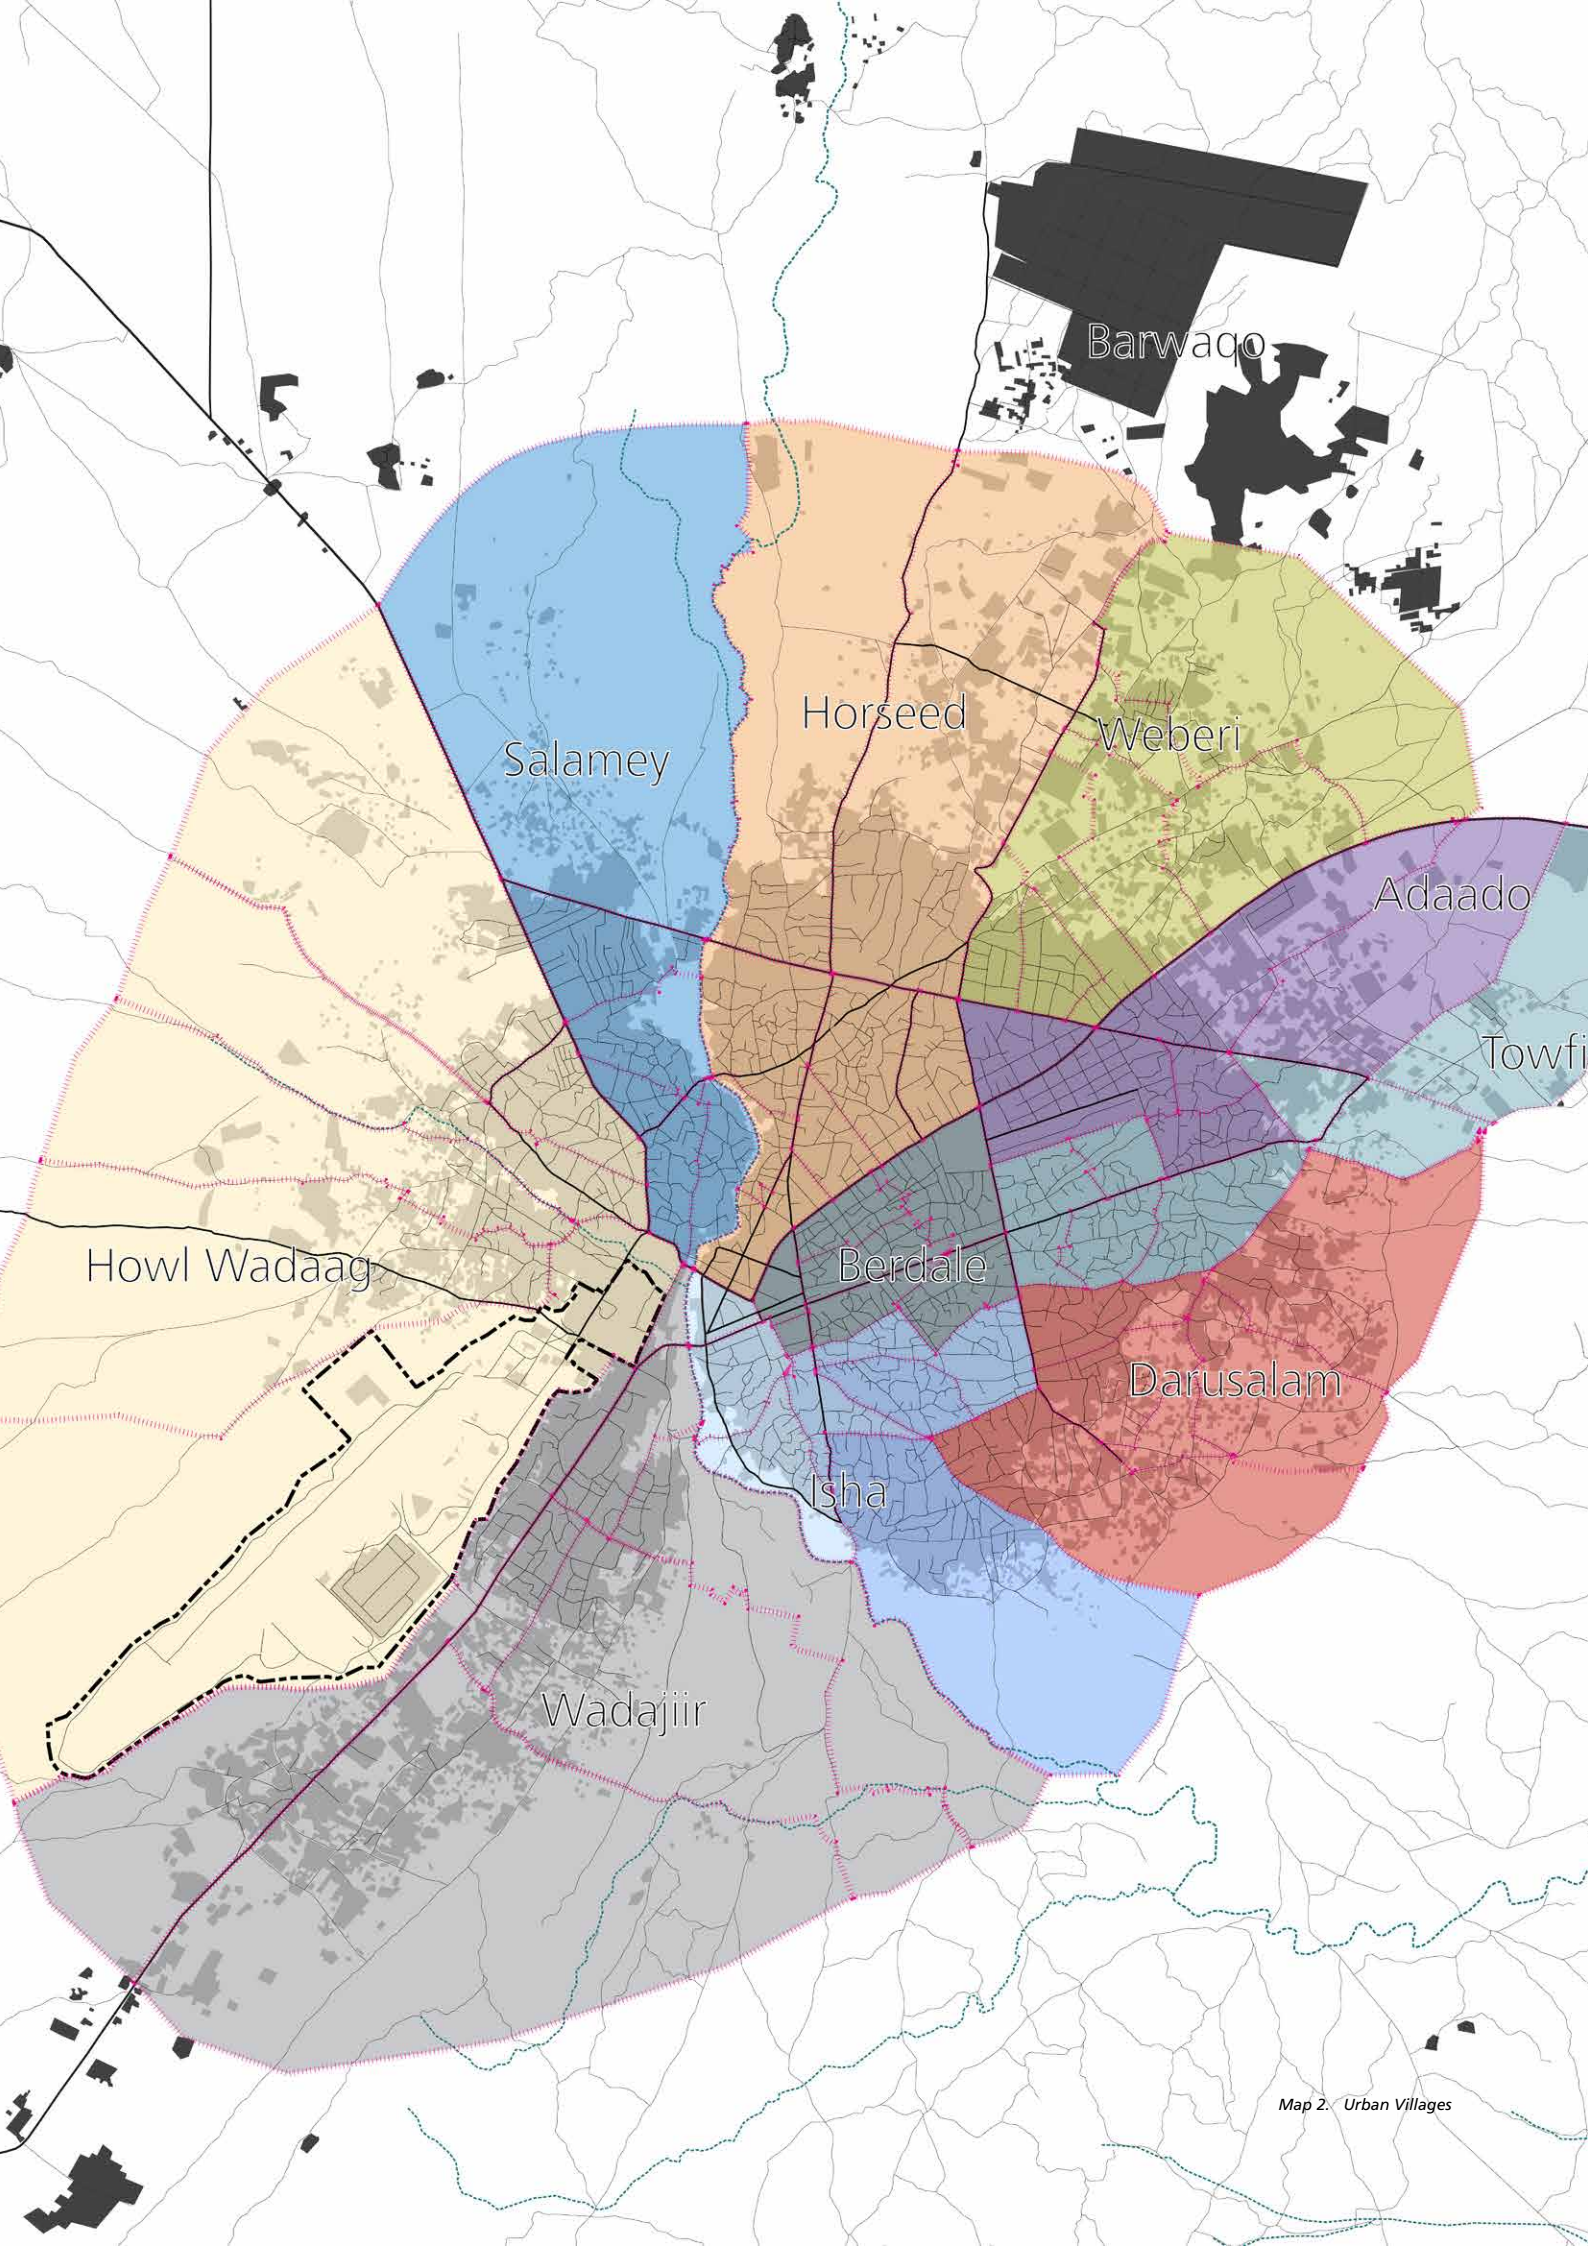 Barwaqo
Horseed
Weberi
Salamey
Adaado
Towfi
Howl Wadaag
Berdale
Darusalam
Isha
Wadajiir
Map 2. Urban Villages